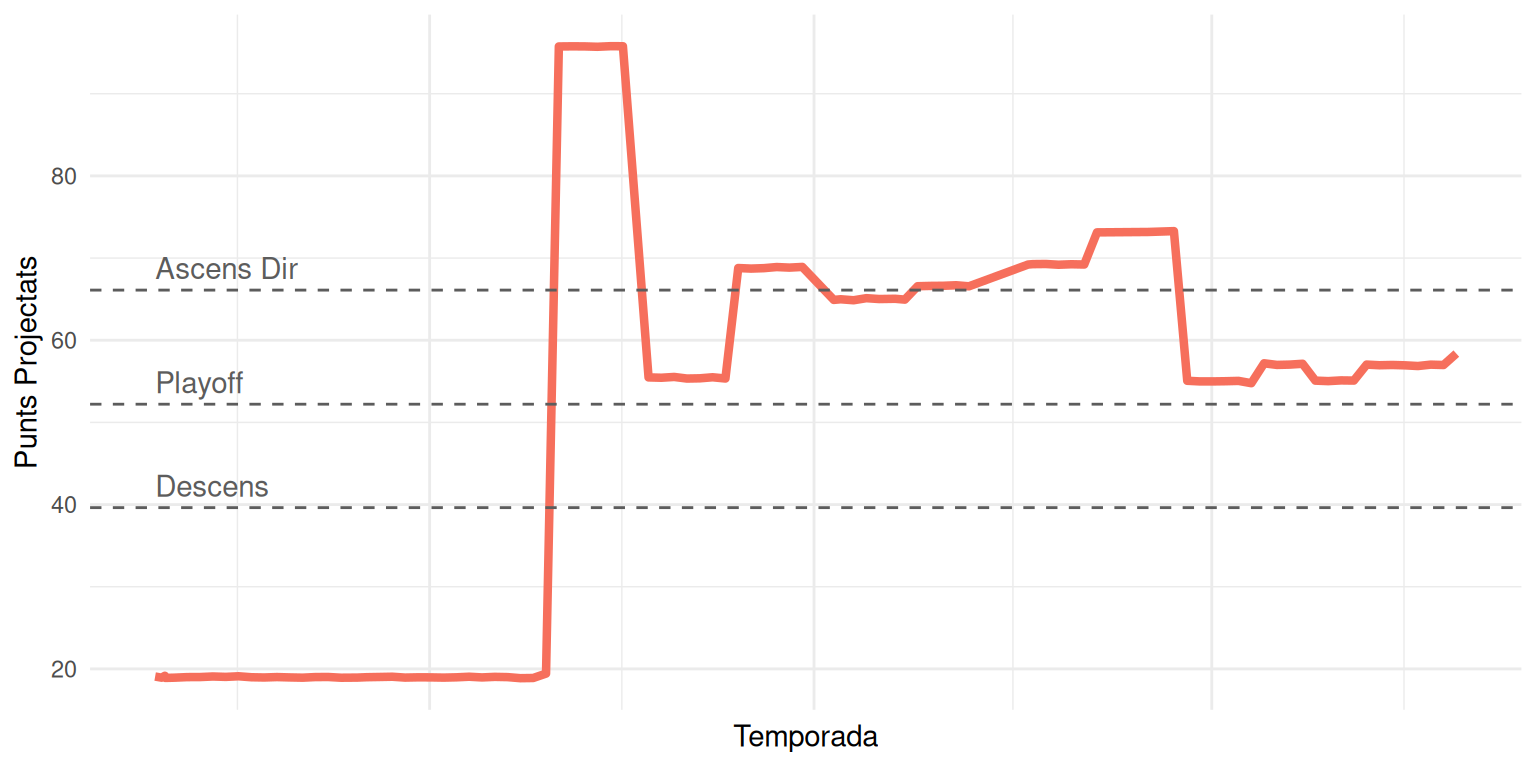 80
60
40
20
Punts Projectats
Ascens Dir
Playoff
Descens
Temporada